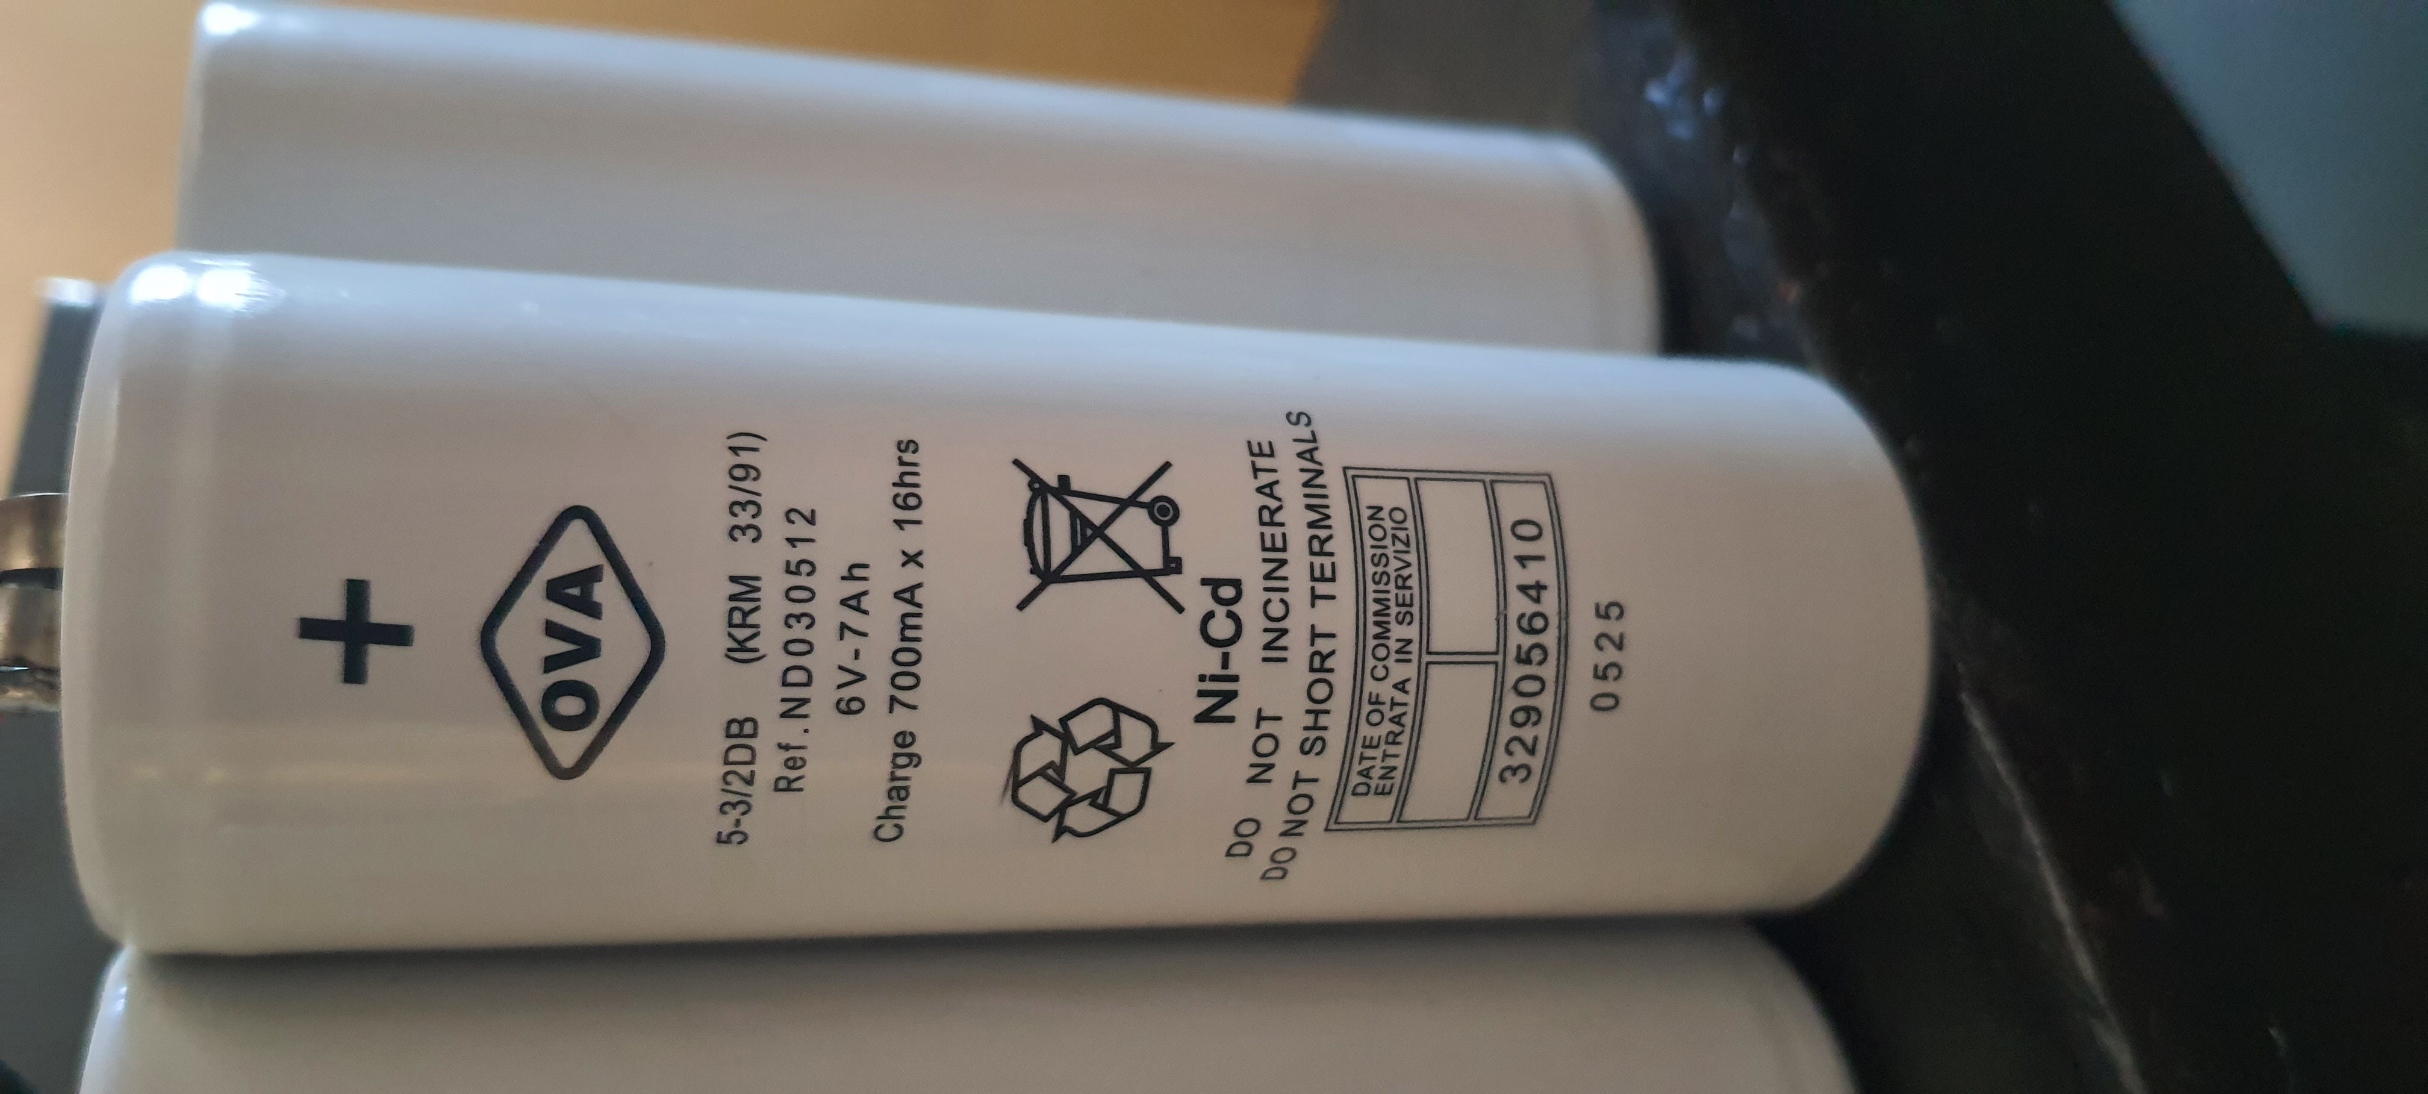 +
OVA
5-3/2DB (KRM 33/91)
Ref.ND030512
6V-7Ah
Charge 700mA x 16hrs
Ni-Cd
DO NOT INCINERATE
DO NOT SHORT TERMINALS
DATE OF COMMISSION
ENTRATA IN SERVIZIO
329056410
0525